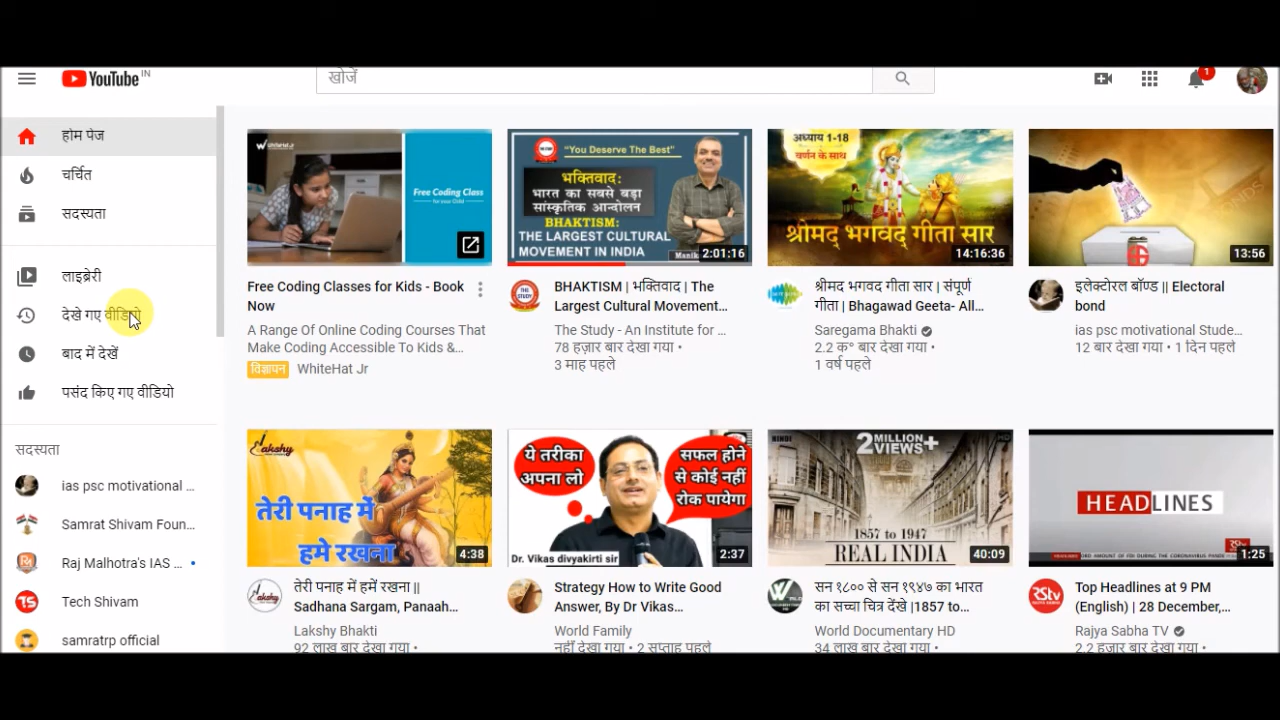 YouTube IN
खोजें
1
होम पेज
चर्चित
सदस्यता
लाइब्रेरी
देखे गए वीडियो
बाद में देखें
पसंद किए गए वीडियो
सदस्यता
ias psc motivational ...
Samrat Shivam Foun...
Raj Malhotra's IAS ...
Tech Shivam
samratrp official
WhiteHat Jr
Free Coding Class
for your Child
Free Coding Classes for Kids - Book
Now
A Range Of Online Coding Courses That
Make Coding Accessible To Kids &...
विज्ञापन WhiteHat Jr
"You Deserve The Best"
भक्तिवाद:
भारत का सबसे बड़ा
सांस्कृतिक आन्दोलन
BHAKTISM:
THE LARGEST CULTURAL
MOVEMENT IN INDIA
Manik
2:01:16
THE STUDY
BHAKTISM | भक्तिवाद | The
Largest Cultural Movement...
The Study - An Institute for ...
78 हज़ार बार देखा गया •
3 माह पहले
अध्याय 1-18
वर्णन के साथ
श्रीमद् भगवद् गीता सार
14:16:36
श्रीमद भगवद गीता सार | संपूर्ण
गीता | Bhagawad Geeta- All...
Saregama Bhakti
2.2 क॰ बार देखा गया •
1 वर्ष पहले
13:56
इलेक्टोरल बॉण्ड || Electoral
bond
ias psc motivational Stude...
12 बार देखा गया • 1 दिन पहले
Lakshy
तेरी पनाह में
हमे रखना
4:38
तेरी पनाह में हमें रखना ||
Sadhana Sargam, Panaah...
Lakshy Bhakti
92 लाख बार देखा गया •
ये तरीका
अपना लो
सफल होने
से कोई नहीं
रोक पायेगा
Dr. Vikas divyakirti sir
2:37
Strategy How to Write Good
Answer, By Dr Vikas...
World Family
नहीं देखा गया • 2 सप्ताह पहले
HINDI
2 MILLION+
VIEWS
HD
1857 to 1947
REAL INDIA
40:09
सन १८०० से सन १९४७ का भारत
का सच्चा चित्र देंखे |1857 to...
World Documentary HD
34 लाख बार देखा गया •
HEADLINES
1:25
RStv
Top Headlines at 9 PM
(English) | 28 December,...
Rajya Sabha TV
2.2 हज़ार बार देखा गया •